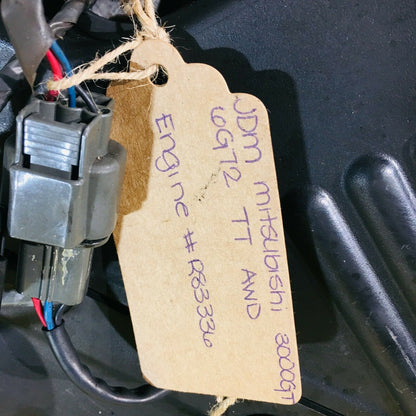 JDM mitsubishi 3000GT
6G72 TT AWD
Engine # R83336